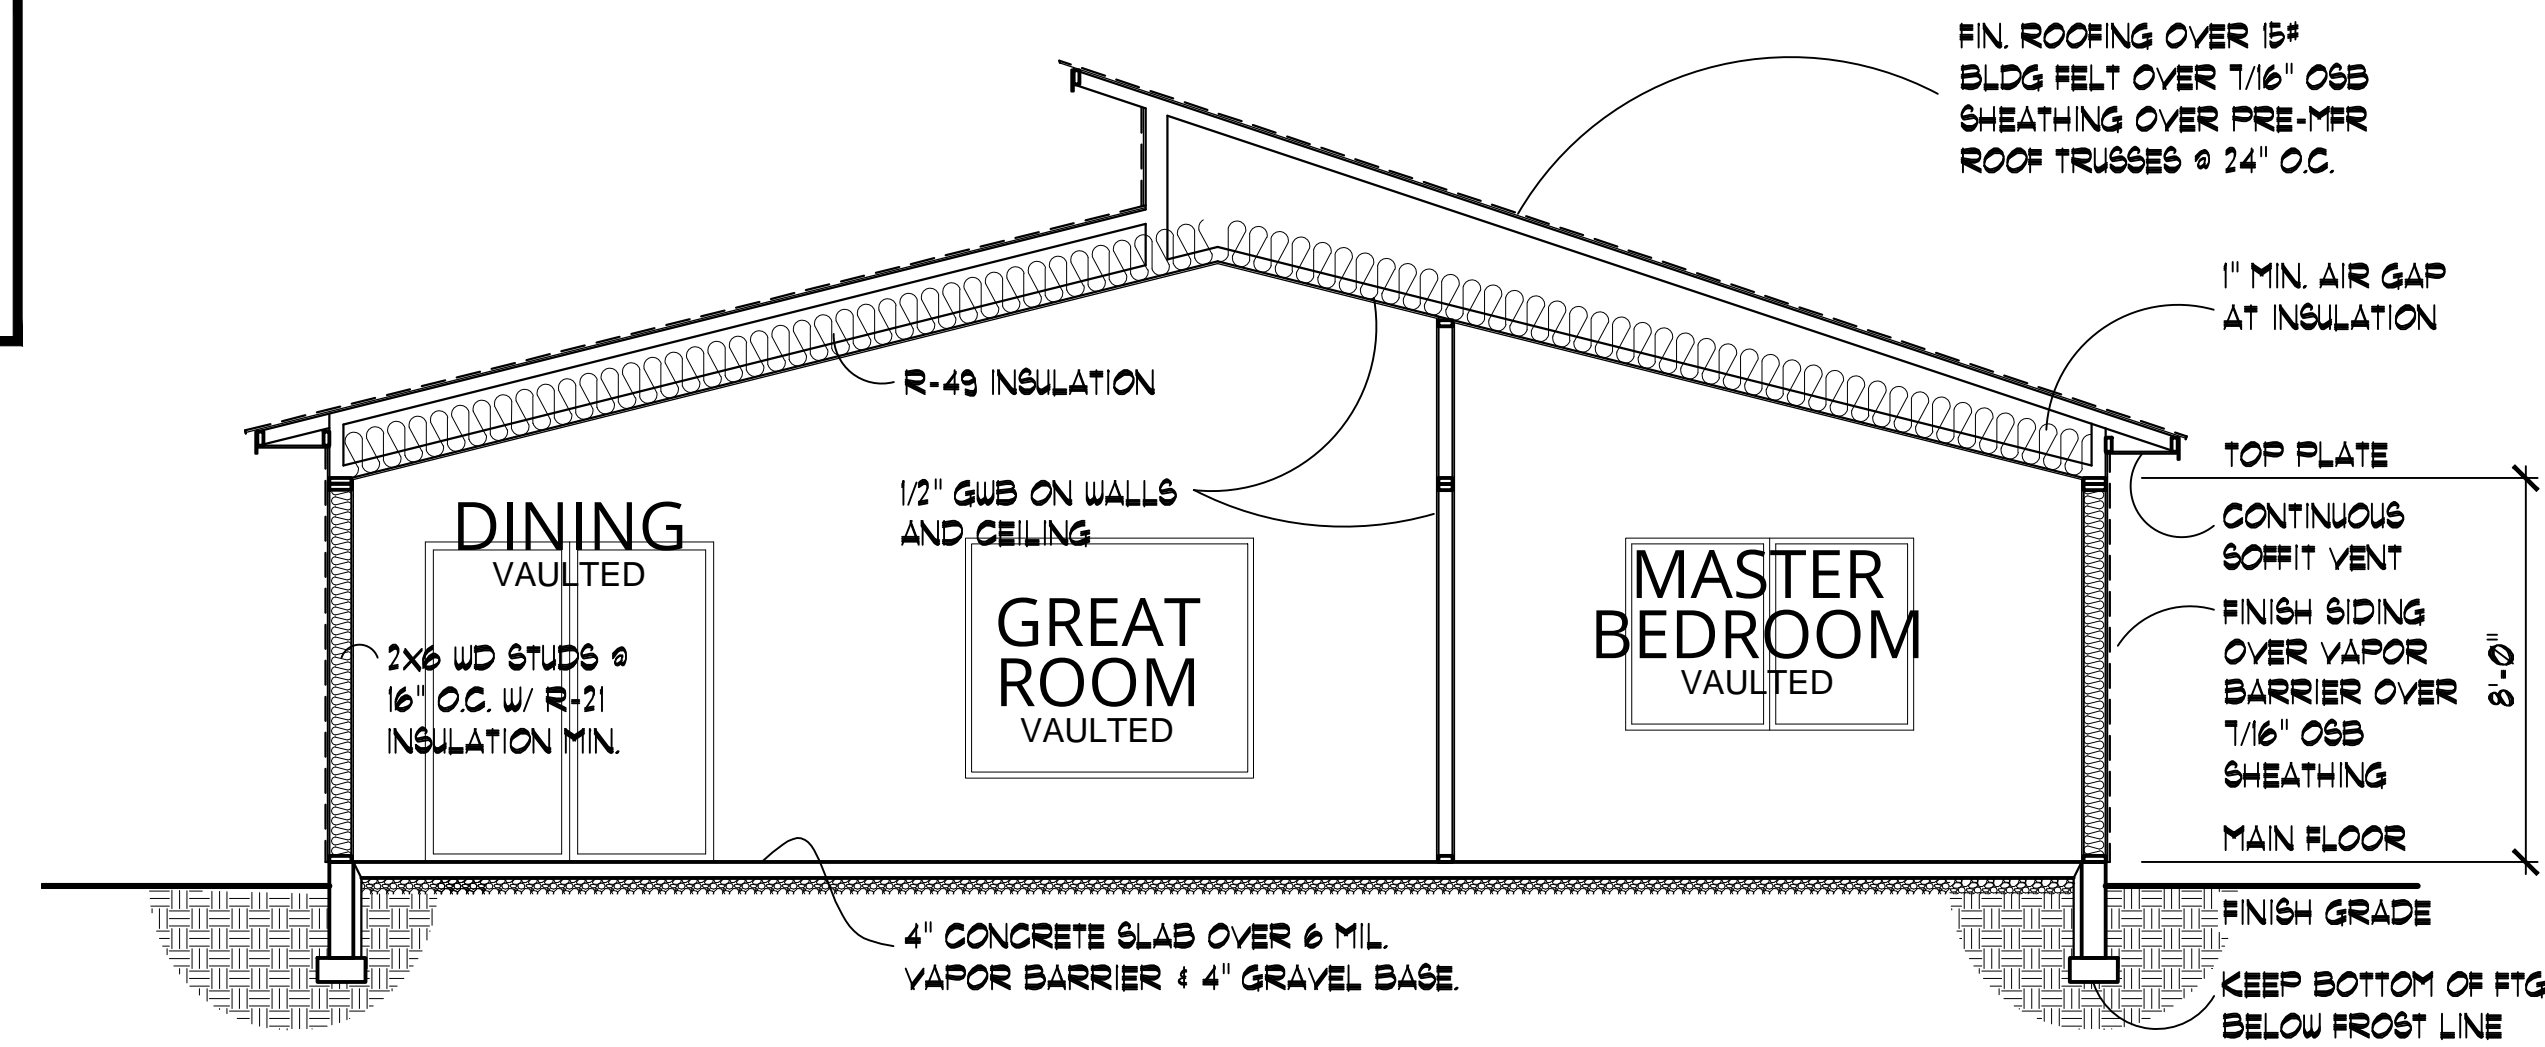 FIN. ROOFING OVER 15#
BLDG FELT OVER 7/16" OSB
SHEATHING OVER PRE-MFR
ROOF TRUSSES @ 24" O.C.
1" MIN. AIR GAP
AT INSULATION
R-49 INSULATION
TOP PLATE
1/2" GWB ON WALLS
AND CEILING
CONTINUOUS
SOFFIT VENT
DINING
VAULTED
GREAT
ROOM
VAULTED
MASTER
BEDROOM
VAULTED
FINISH SIDING
OVER VAPOR
BARRIER OVER
7/16" OSB
SHEATHING
8'-0"
2X6 WD STUDS @
16" O.C. W/ R-21
INSULATION MIN.
MAIN FLOOR
FINISH GRADE
4" CONCRETE SLAB OVER 6 MIL.
VAPOR BARRIER & 4" GRAVEL BASE.
KEEP BOTTOM OF FTG
BELOW FROST LINE